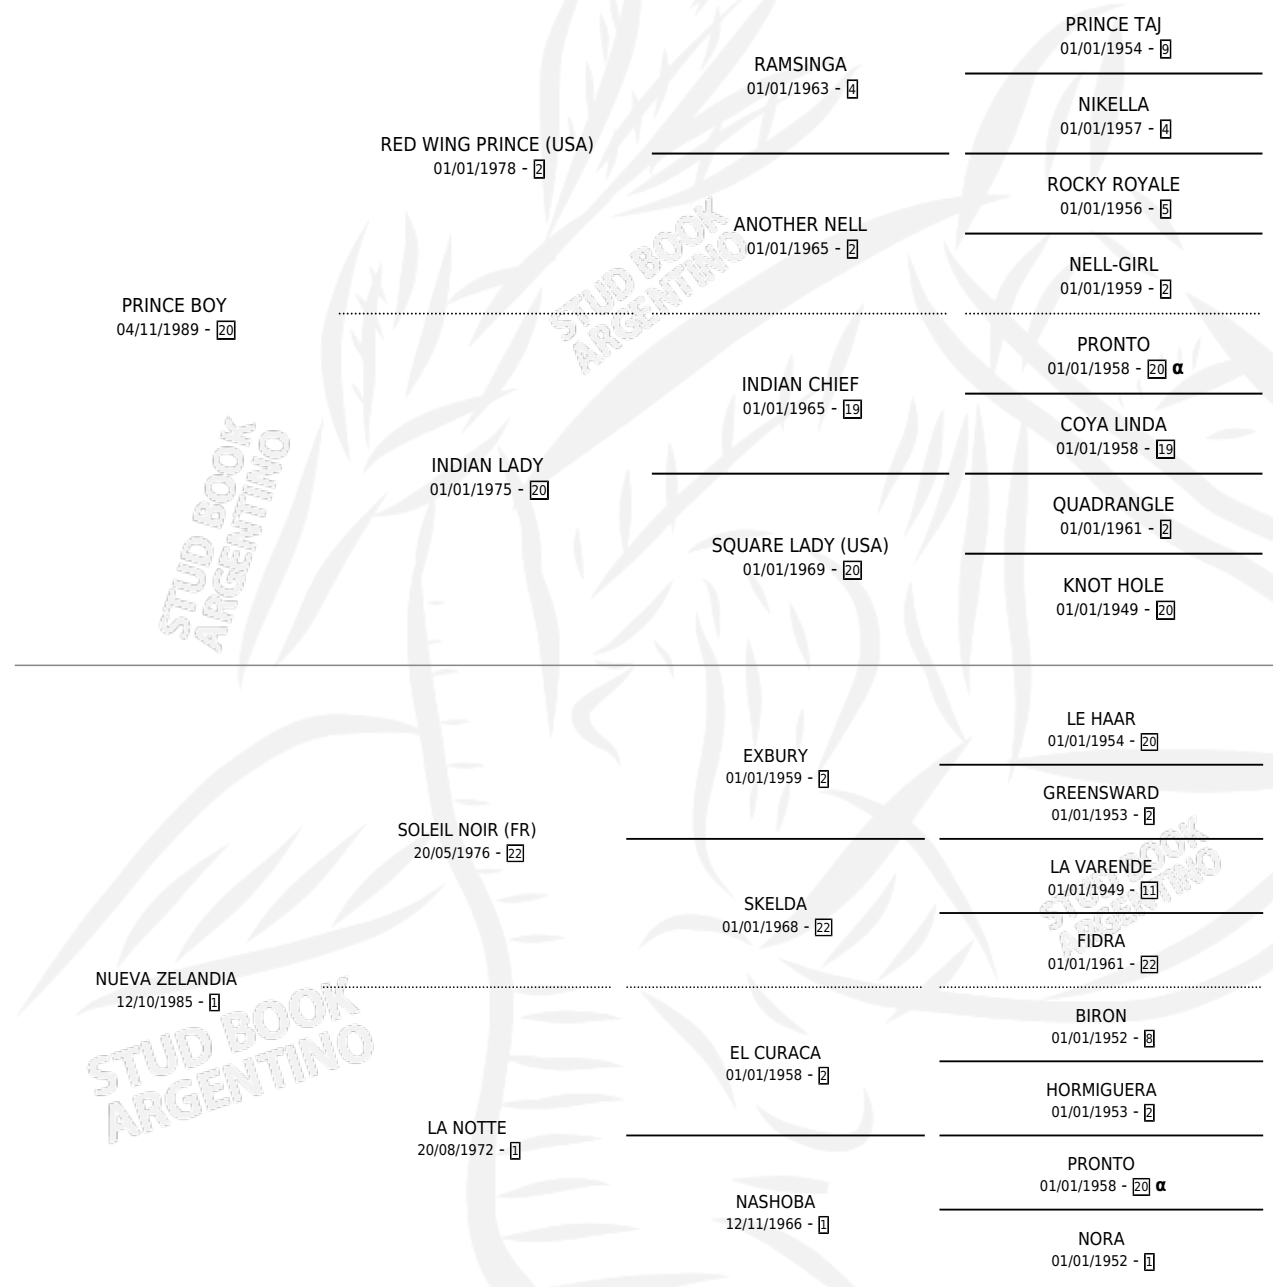 PRINCE TAJ
01/01/1954 - 9
RAMSINGA
01/01/1963 - 4
NIKELLA
01/01/1957 - 4
RED WING PRINCE (USA)
01/01/1978 - 2
ROCKY ROYALE
01/01/1956 - 5
ANOTHER NELL
01/01/1965 - 2
NELL-GIRL
01/01/1959 - 2
STUD BOOK
ARGENTINO
PRINCE BOY
04/11/1989 - 20
PRONTO
01/01/1958 - 20 α
INDIAN CHIEF
01/01/1965 - 19
COYA LINDA
01/01/1958 - 19
INDIAN LADY
01/01/1975 - 20
QUADRANGLE
01/01/1961 - 2
SQUARE LADY (USA)
01/01/1969 - 20
KNOT HOLE
01/01/1949 - 20
STUD BOOK
ARGENTINO
LE HAAR
01/01/1954 - 20
EXBURY
01/01/1959 - 2
GREENSWARD
01/01/1953 - 2
SOLEIL NOIR (FR)
20/05/1976 - 22
LA VARENDE
01/01/1949 - 11
SKELDA
01/01/1968 - 22
FIDRA
01/01/1961 - 22
STUD BOOK
ARGENTINO
NUEVA ZELANDIA
12/10/1985 - 1
BIRON
01/01/1952 - 8
EL CURACA
01/01/1958 - 2
HORMIGUERA
01/01/1953 - 2
STUD BOOK
ARGENTINO
LA NOTTE
20/08/1972 - 1
PRONTO
01/01/1958 - 20 α
NASHOBA
12/11/1966 - 1
NORA
01/01/1952 - 1